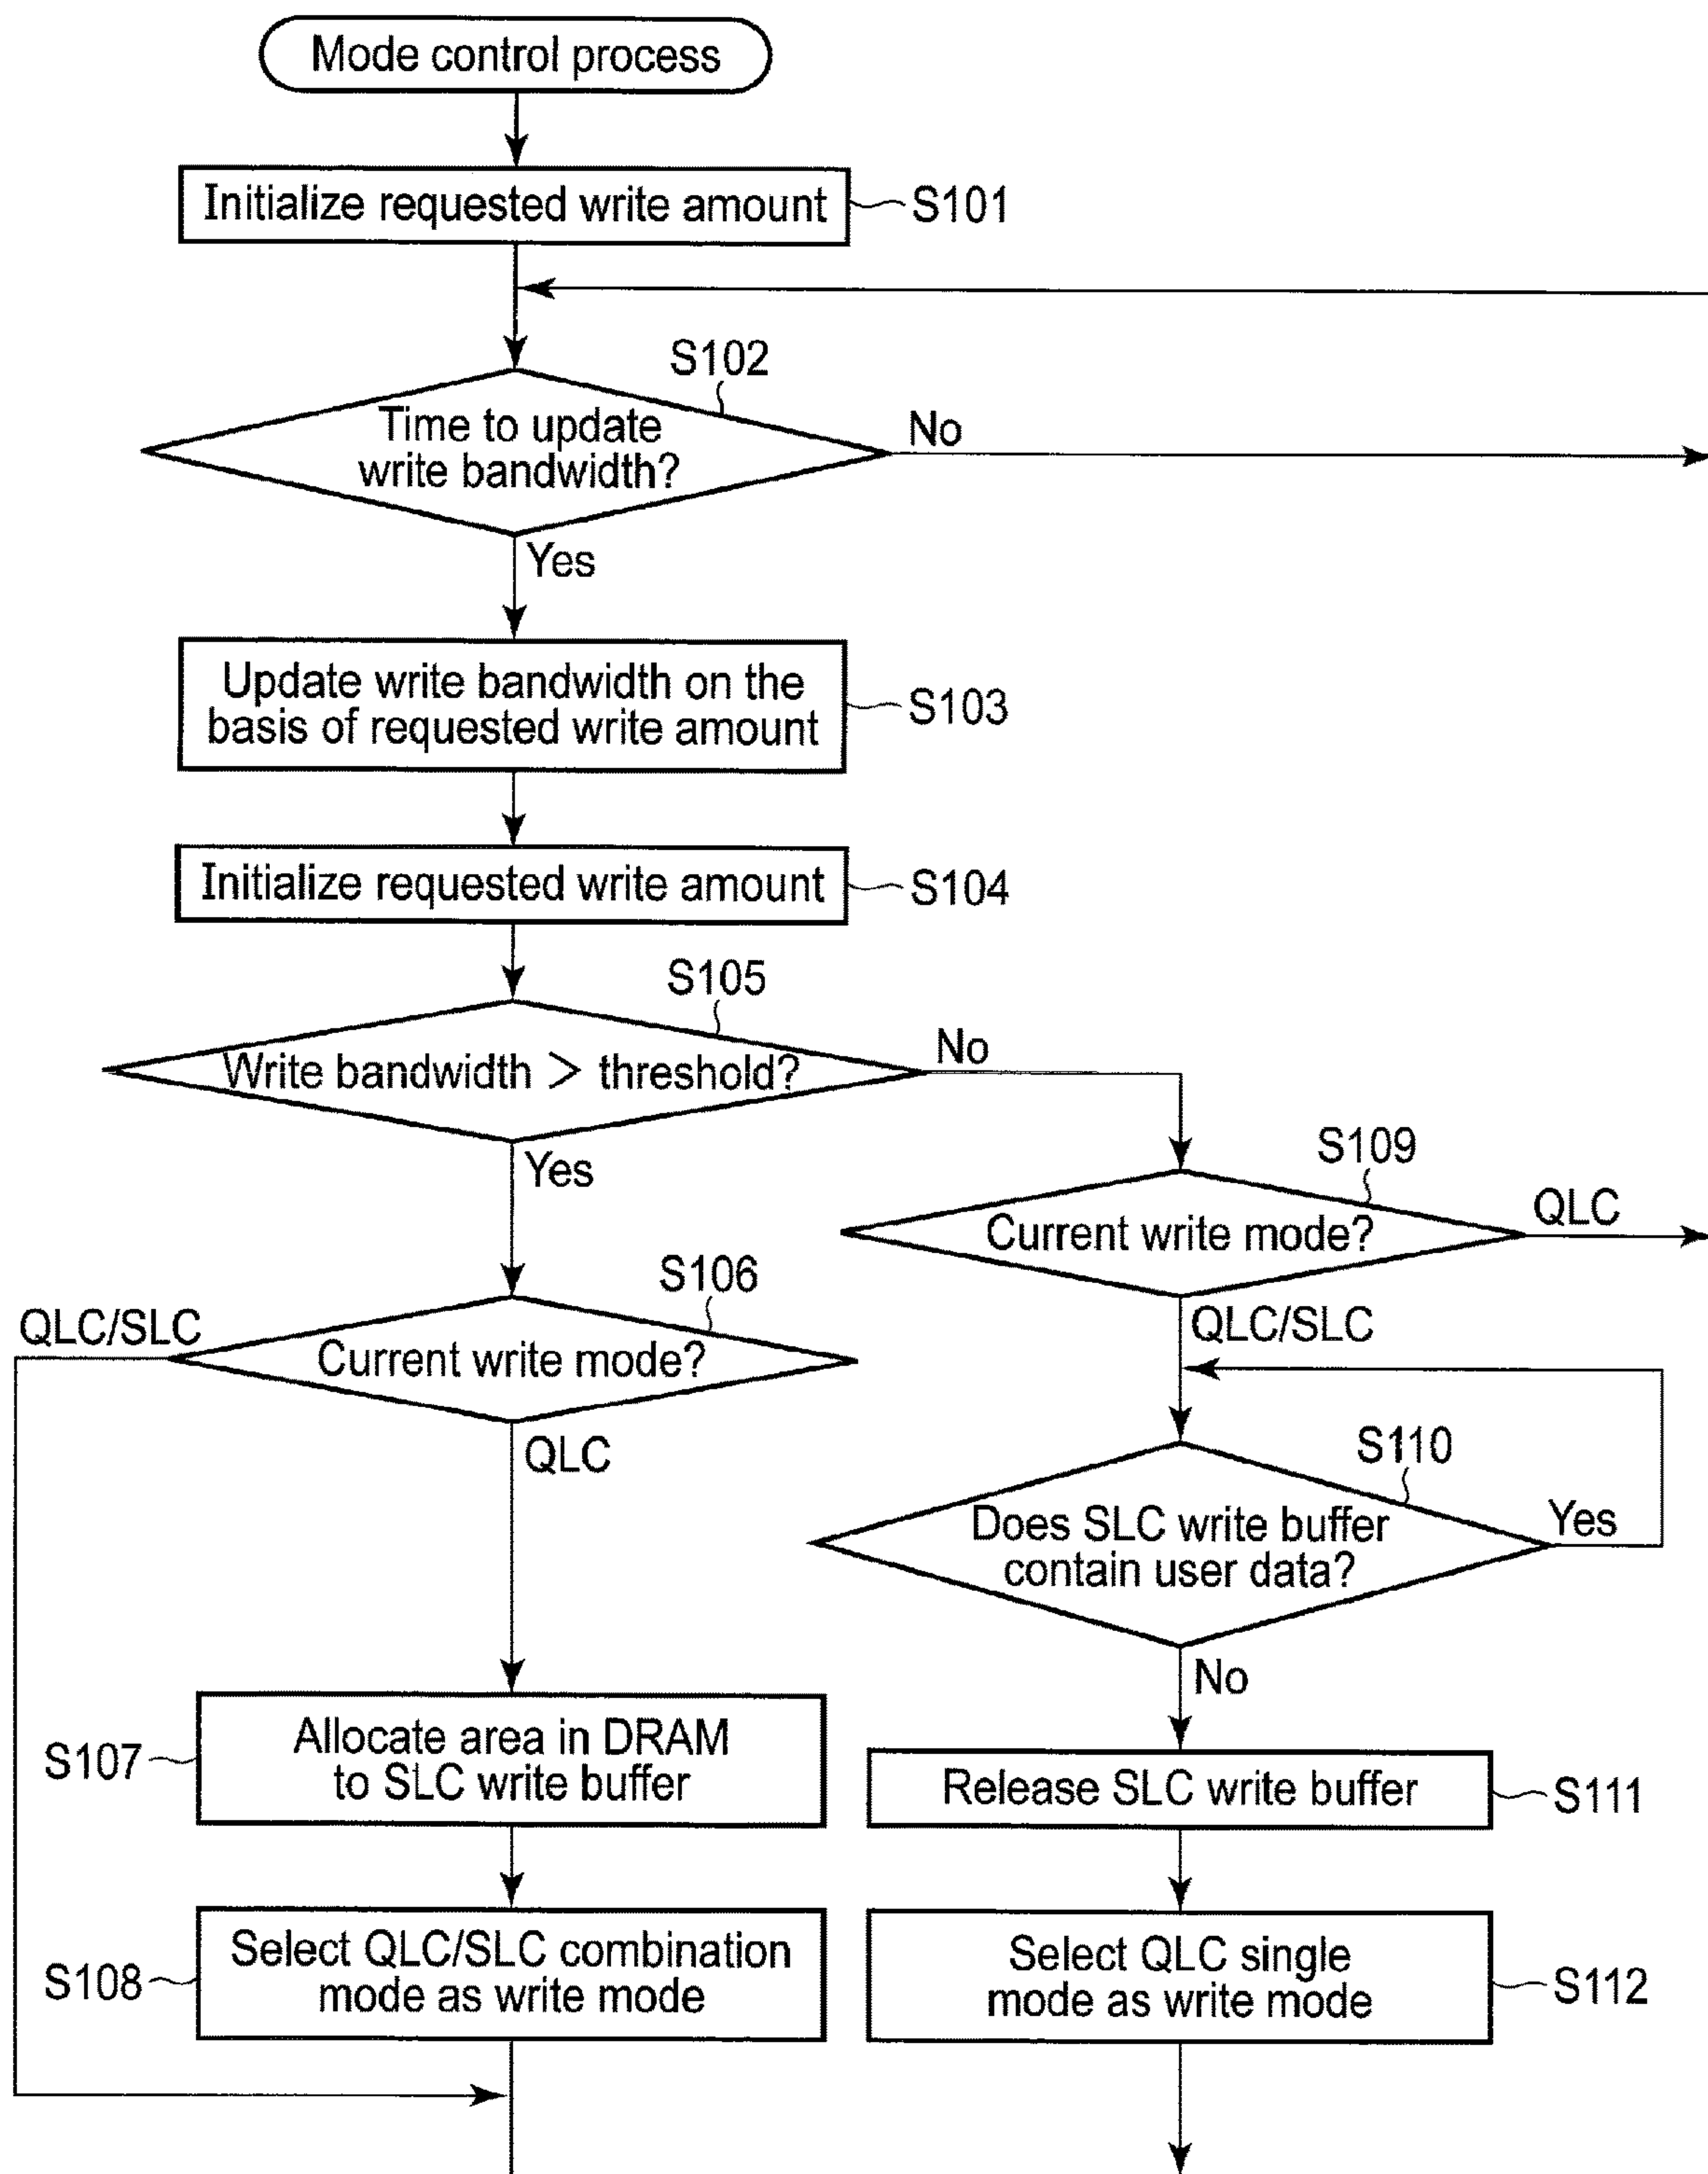 Mode control process
Initialize requested write amount
S101
S102
Time to update
write bandwidth?
No
Yes
Update write bandwidth on the
basis of requested write amount
S103
Initialize requested write amount
S104
S105
Write bandwidth > threshold?
No
Yes
S109
Current write mode?
QLC
S106
QLC/SLC
Current write mode?
QLC/SLC
QLC
S110
Does SLC write buffer
contain user data?
Yes
No
S107
Allocate area in DRAM
to SLC write buffer
Release SLC write buffer
S111
S108
Select QLC/SLC combination
mode as write mode
Select QLC single
mode as write mode
S112